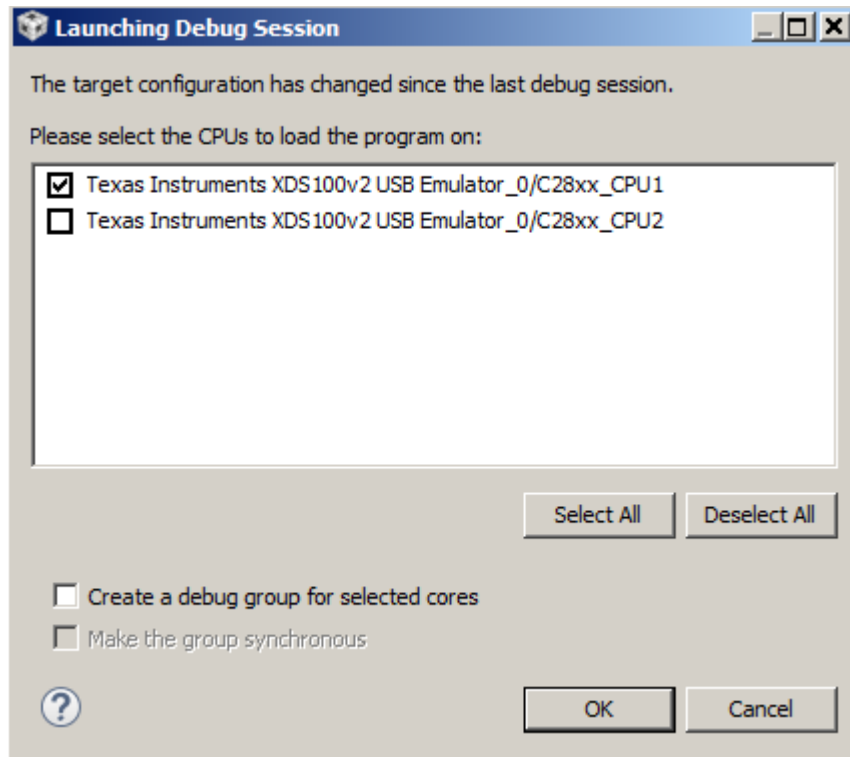 Launching Debug Session
The target configuration has changed since the last debug session.
Please select the CPUs to load the program on:
Texas Instruments XDS100v2 USB Emulator_0/C28xx_CPU1
Texas Instruments XDS100v2 USB Emulator_0/C28xx_CPU2
Select All Deselect All
Create a debug group for selected cores
Make the group synchronous
? OK Cancel